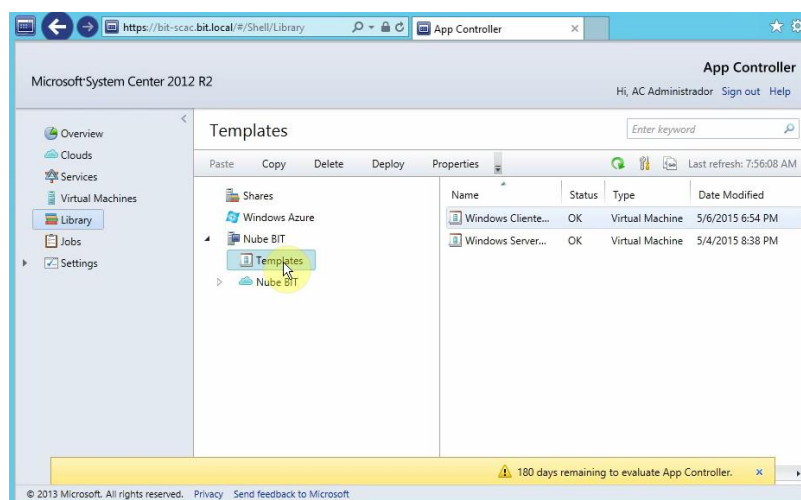 https://bit-scac.bit.local/#/Shell/Library
App Controller
Microsoft System Center 2012 R2
App Controller
Hi, AC Administrador Sign out Help
Overview
Clouds
Services
Virtual Machines
Library
Jobs
Settings
Templates
Enter keyword
Paste Copy Delete Deploy Properties
Last refresh: 7:56:08 AM
Shares
Windows Azure
Nube BIT
Templates
Nube BIT
Name Status Type Date Modified
Windows Cliente... OK Virtual Machine 5/6/2015 6:54 PM
Windows Server... OK Virtual Machine 5/4/2015 8:38 PM
180 days remaining to evaluate App Controller.
© 2013 Microsoft. All rights reserved. Privacy Send feedback to Microsoft